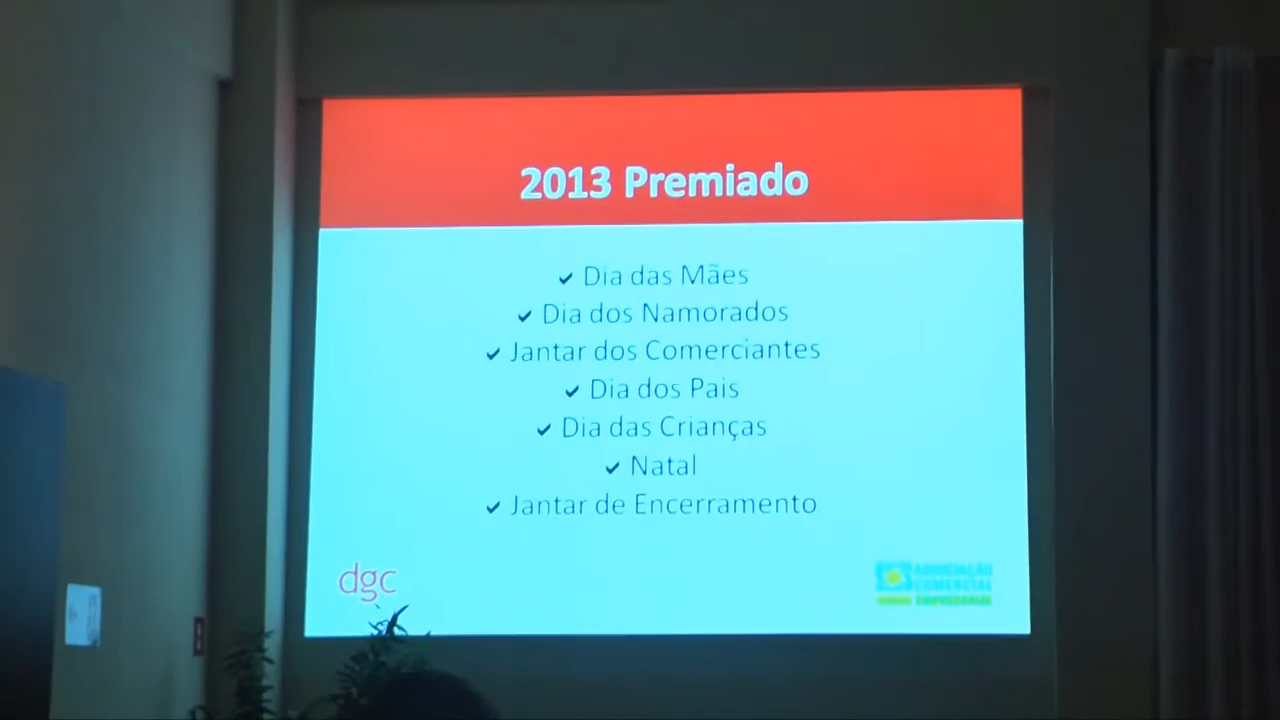 2013 Premiado
✓ Dia das Mães
✓ Dia dos Namorados
✓ Jantar dos Comerciantes
✓ Dia dos Pais
✓ Dia das Crianças
✓ Natal
✓ Jantar de Encerramento
dgc
ASSOCIAÇÃO
COMERCIAL
EMPRESARIAL